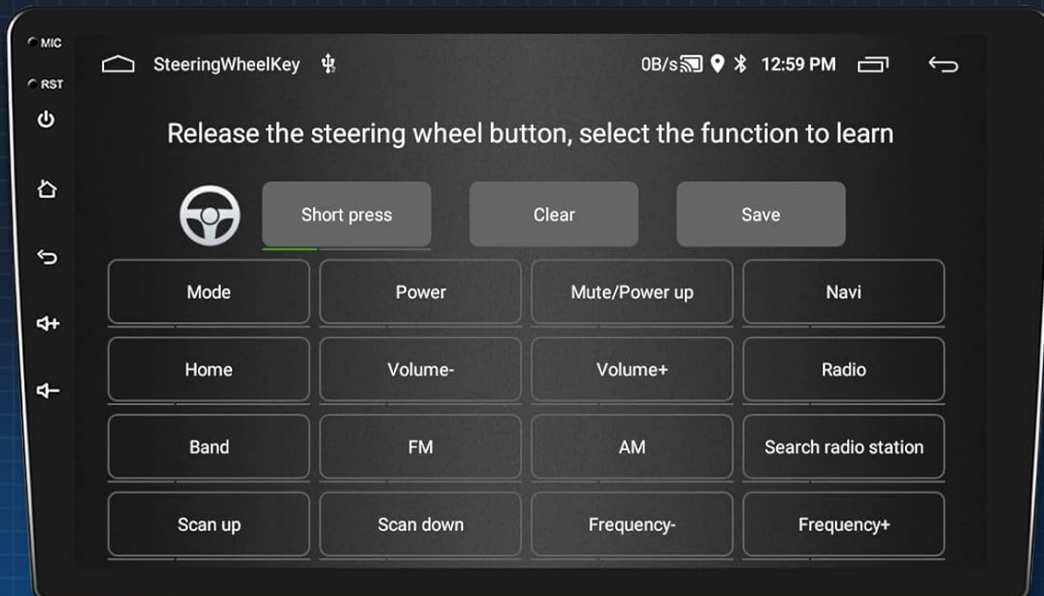 MIC
SteeringWheelKey
0B/s 12:59 PM
RST
Release the steering wheel button, select the function to learn
Short press Clear Save
Mode Power Mute/Power up Navi
Home Volume- Volume+ Radio
Band FM AM Search radio station
Scan up Scan down Frequency- Frequency+